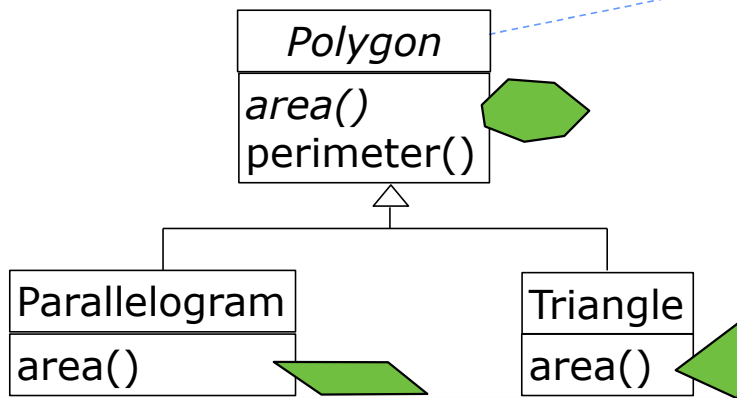 Polygon
area()
perimeter()
Parallelogram
area()
Triangle
area()